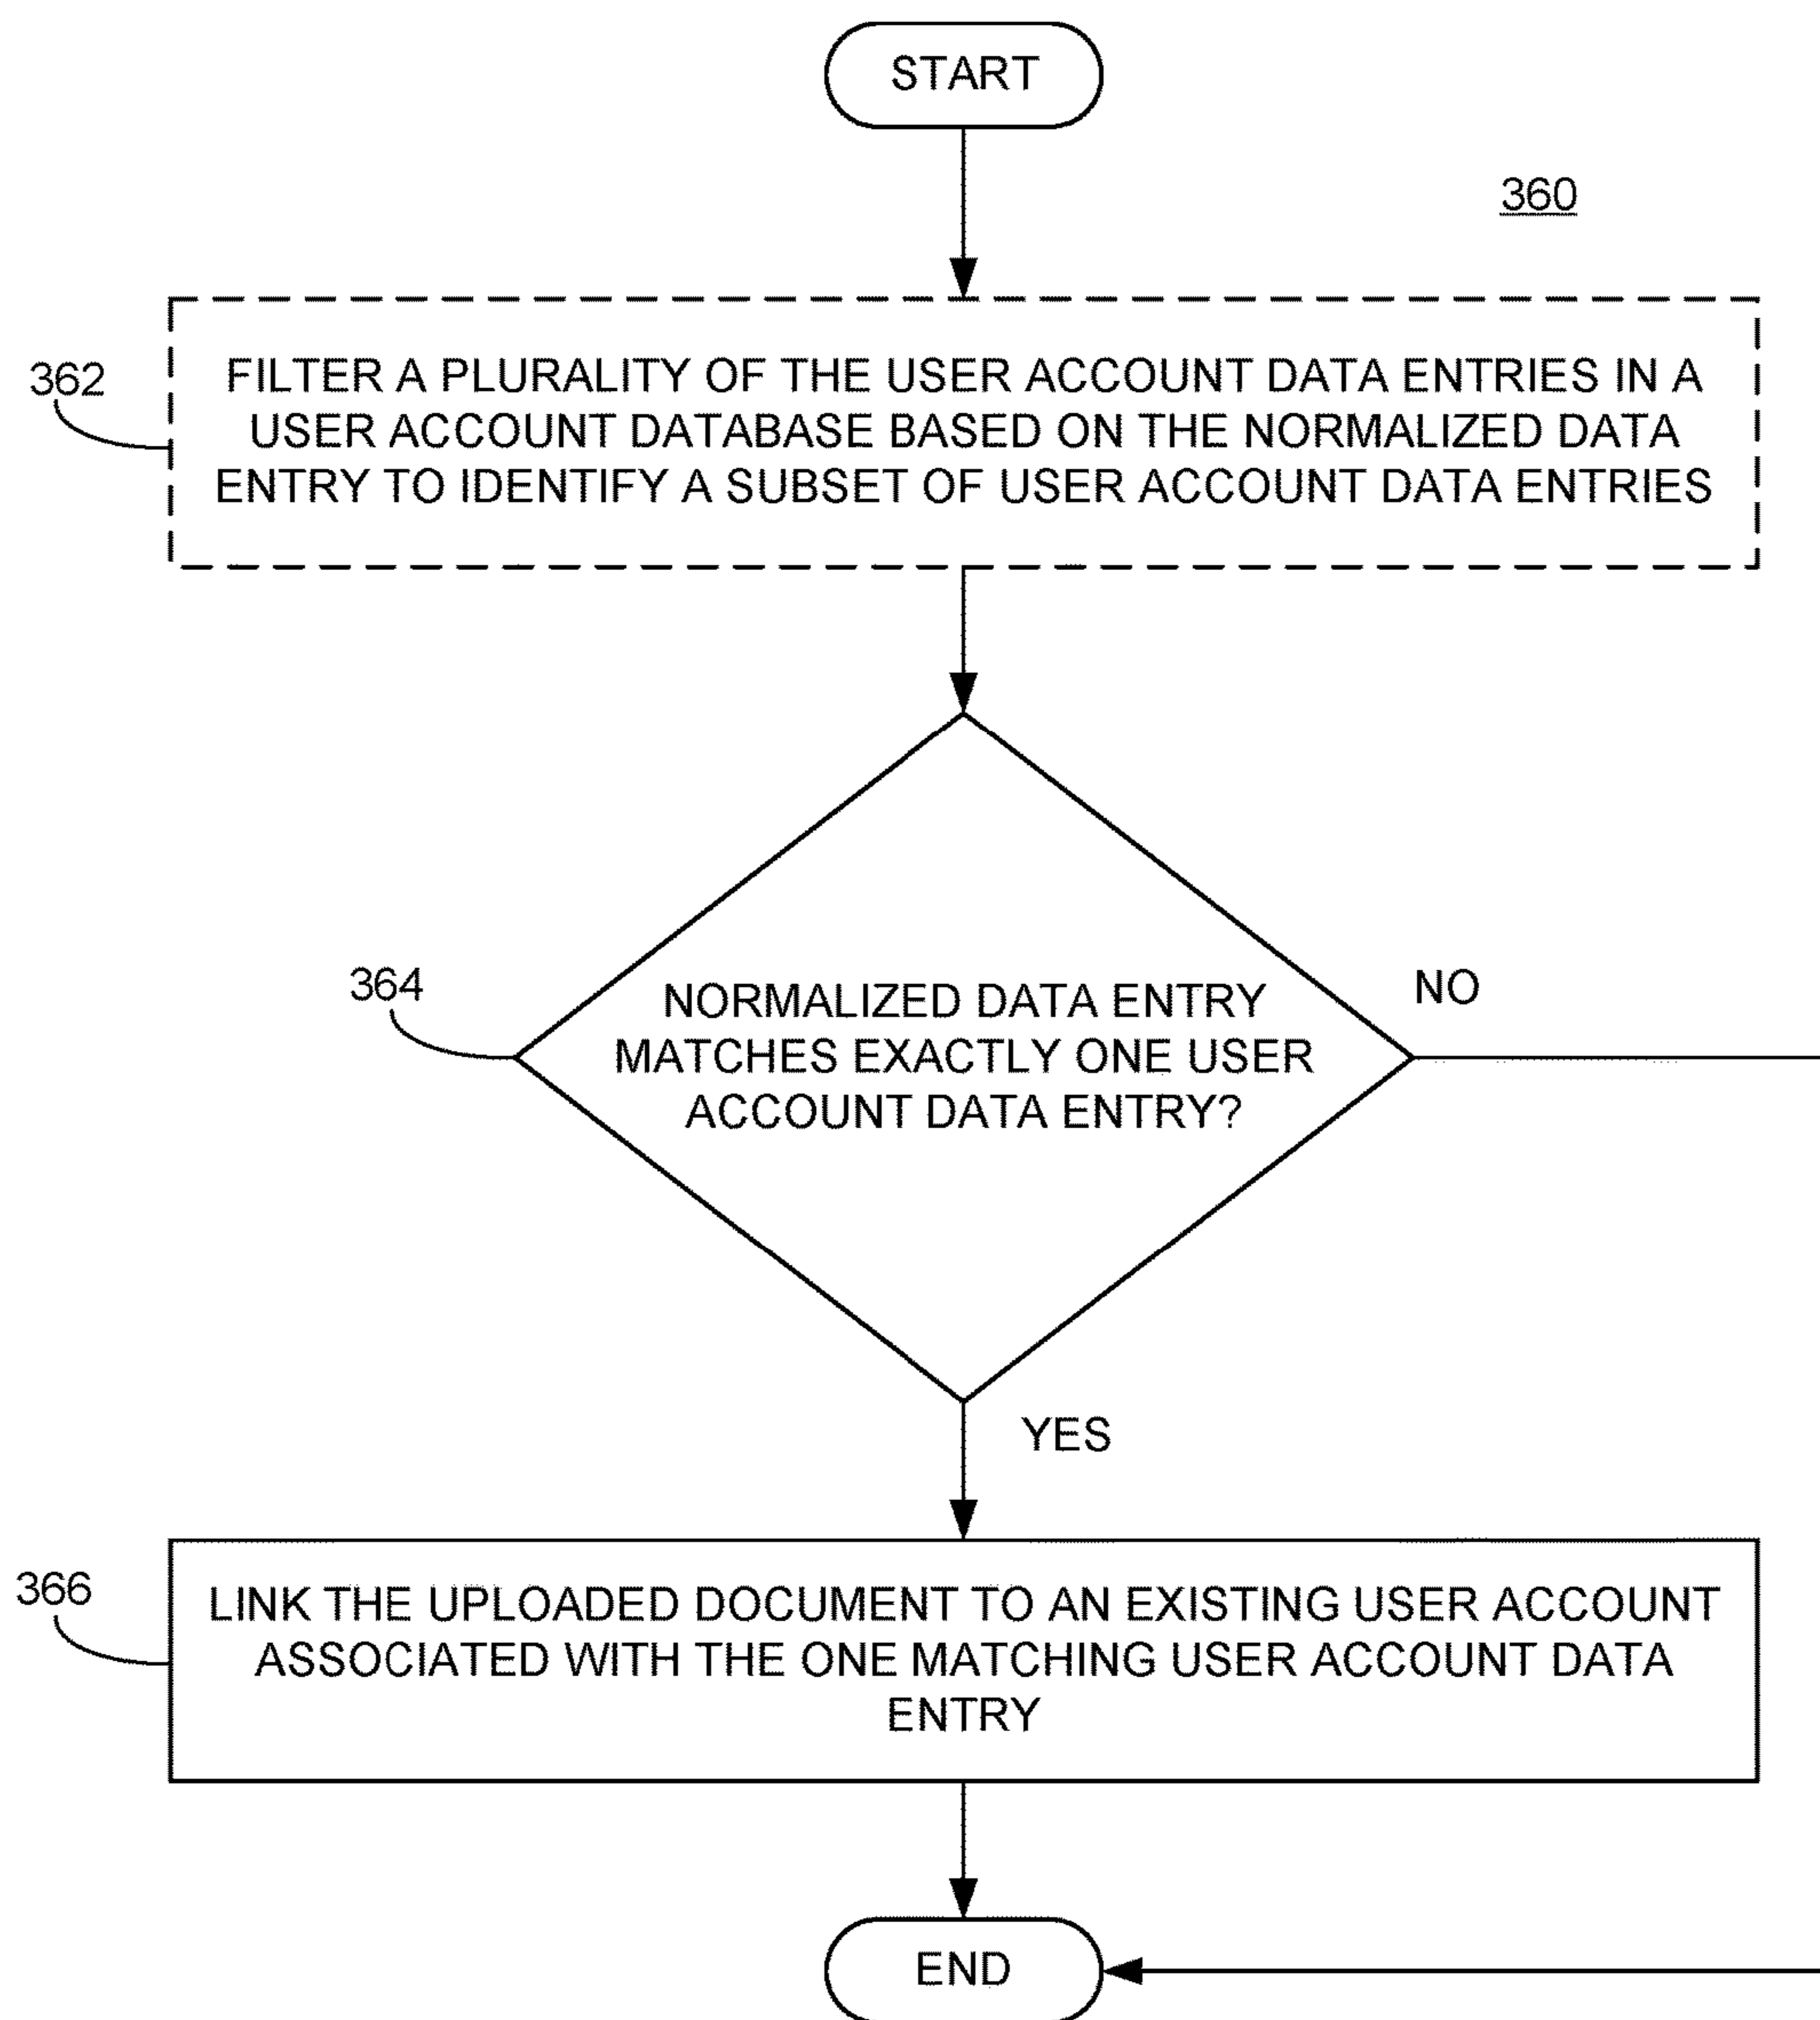 START
360
362
FILTER A PLURALITY OF THE USER ACCOUNT DATA ENTRIES IN A
USER ACCOUNT DATABASE BASED ON THE NORMALIZED DATA
ENTRY TO IDENTIFY A SUBSET OF USER ACCOUNT DATA ENTRIES
364
NORMALIZED DATA ENTRY
MATCHES EXACTLY ONE USER
ACCOUNT DATA ENTRY?
NO
YES
366
LINK THE UPLOADED DOCUMENT TO AN EXISTING USER ACCOUNT
ASSOCIATED WITH THE ONE MATCHING USER ACCOUNT DATA
ENTRY
END